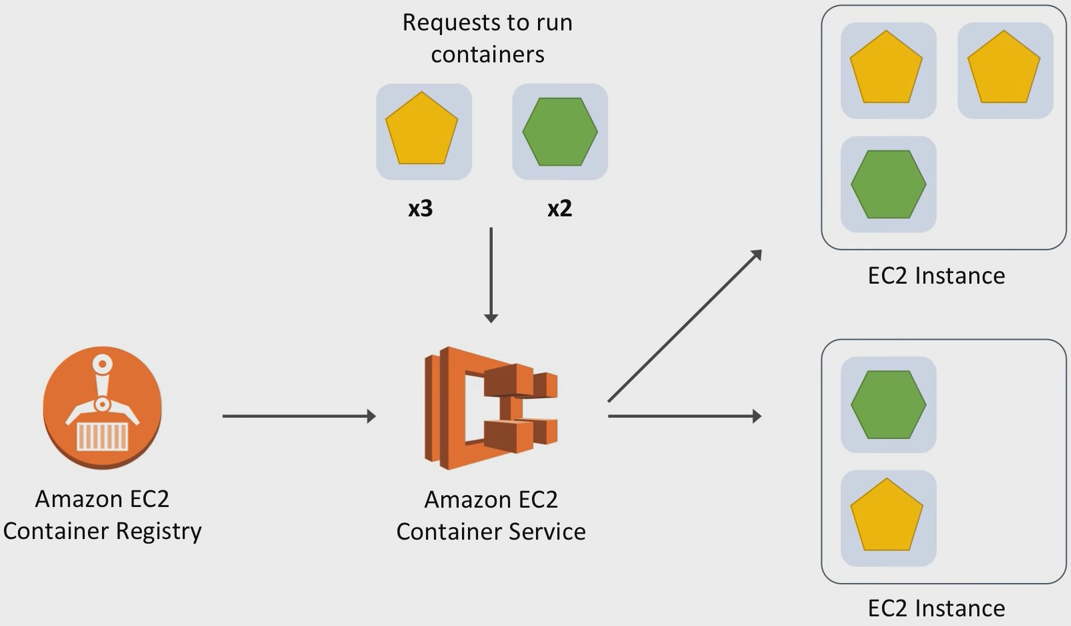 Requests to run
containers
x3
x2
EC2 Instance
Amazon EC2
Container Registry
Amazon EC2
Container Service
EC2 Instance